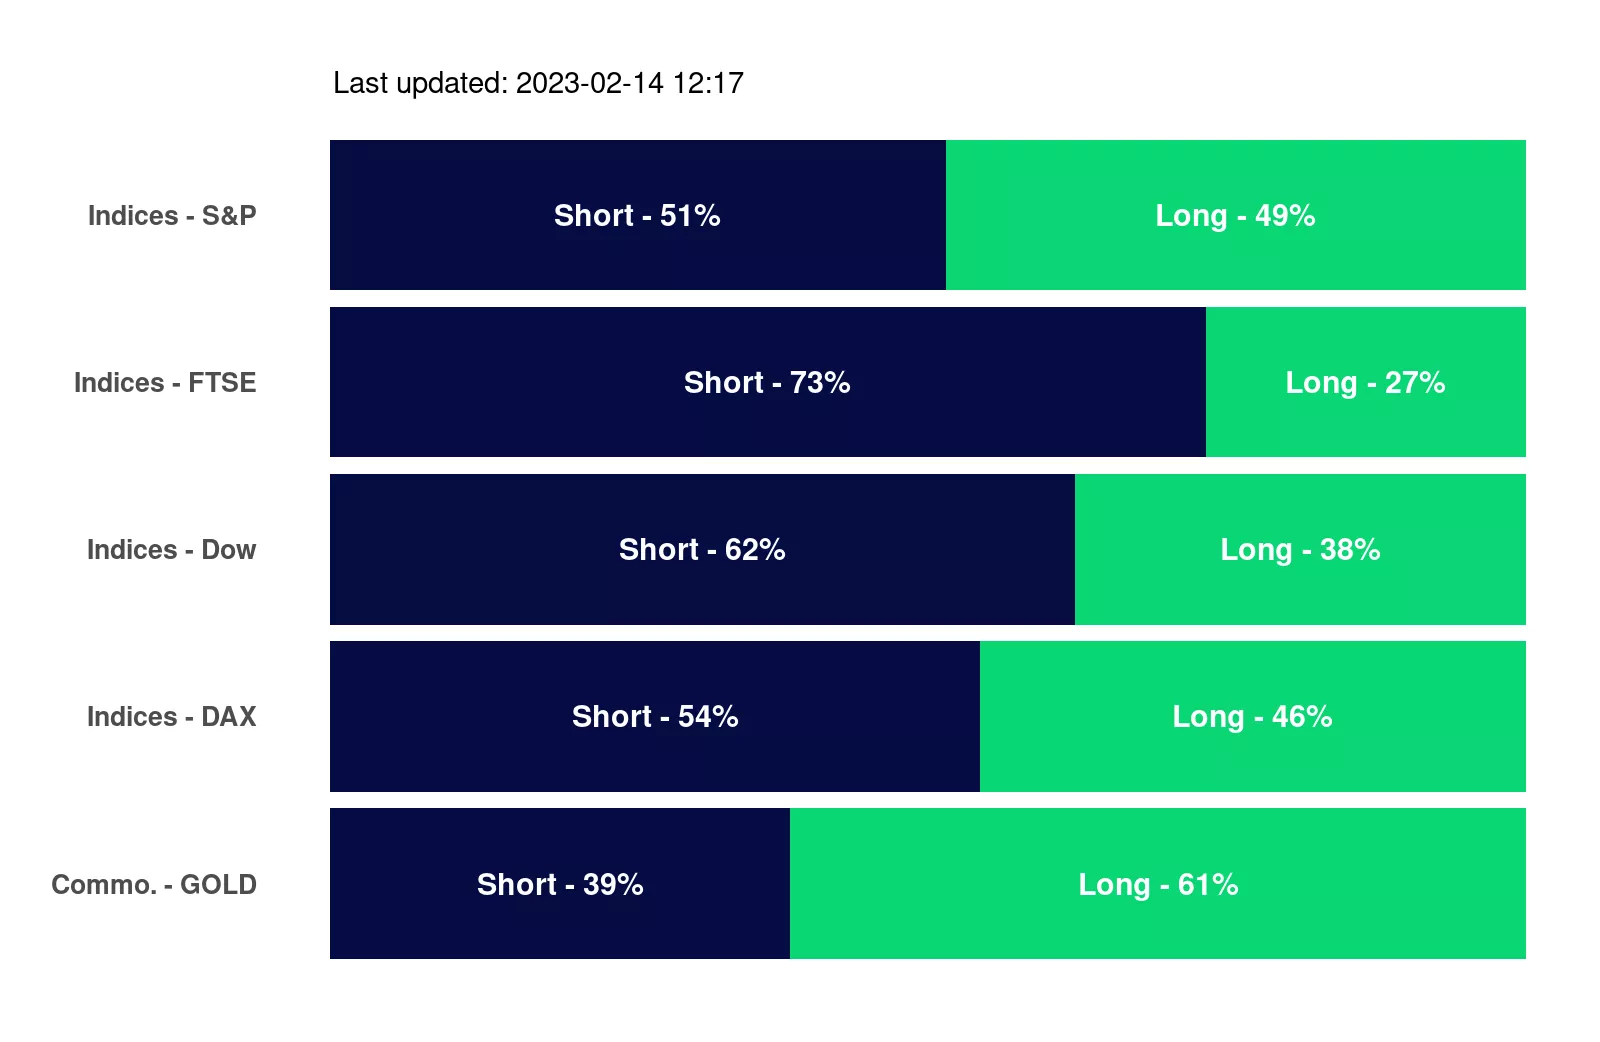 Last updated: 2023-02-14 12:17
Indices - S&P Short - 51% Long - 49%
Indices - FTSE Short - 73% Long - 27%
Indices - Dow Short - 62% Long - 38%
Indices - DAX Short - 54% Long - 46%
Commo. - GOLD Short - 39% Long - 61%